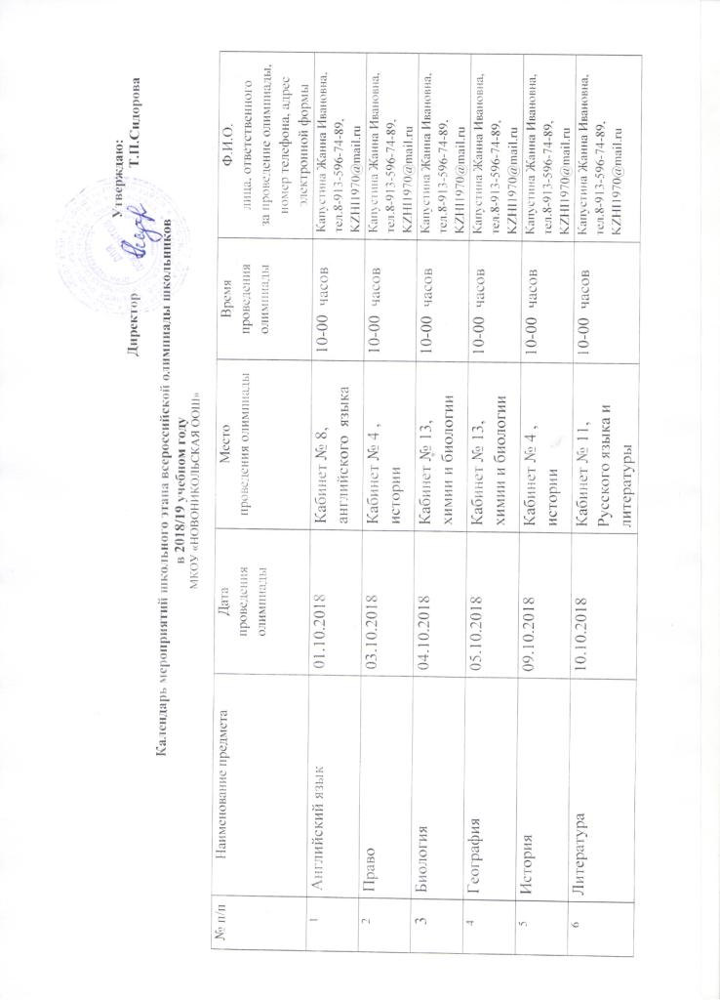 Утверждаю:
Директор Т.П.Сидорова
Календарь мероприятий школьного этапа всероссийской олимпиады школьников
в 2018/19 учебном году
МКОУ «НОВОНИКОЛЬСКАЯ ООШ»
№ п/п
Наименование предмета
Дата
проведения
олимпиады
Место
проведения олимпиады
Время
проведения
олимпиады
Ф.И.О.
лица, ответственного
за проведение олимпиады,
номер телефона, адрес
электронной формы
1
Английский язык
01.10.2018
Кабинет № 8,
английского языка
10-00 часов
Капустина Жанна Ивановна,
тел.8-913-596-74-89,
KZHI1970@mail.ru
2
Право
03.10.2018
Кабинет № 4 ,
истории
10-00 часов
Капустина Жанна Ивановна,
тел.8-913-596-74-89,
KZHI1970@mail.ru
3
Биология
04.10.2018
Кабинет № 13,
химии и биологии
10-00 часов
Капустина Жанна Ивановна,
тел.8-913-596-74-89,
KZHI1970@mail.ru
4
География
05.10.2018
Кабинет № 13,
химии и биологии
10-00 часов
Капустина Жанна Ивановна,
тел.8-913-596-74-89,
KZHI1970@mail.ru
5
История
09.10.2018
Кабинет № 4 ,
истории
10-00 часов
Капустина Жанна Ивановна,
тел.8-913-596-74-89,
KZHI1970@mail.ru
6
Литература
10.10.2018
Кабинет № 11,
Русского языка и
литературы
10-00 часов
Капустина Жанна Ивановна,
тел.8-913-596-74-89,
KZHI1970@mail.ru